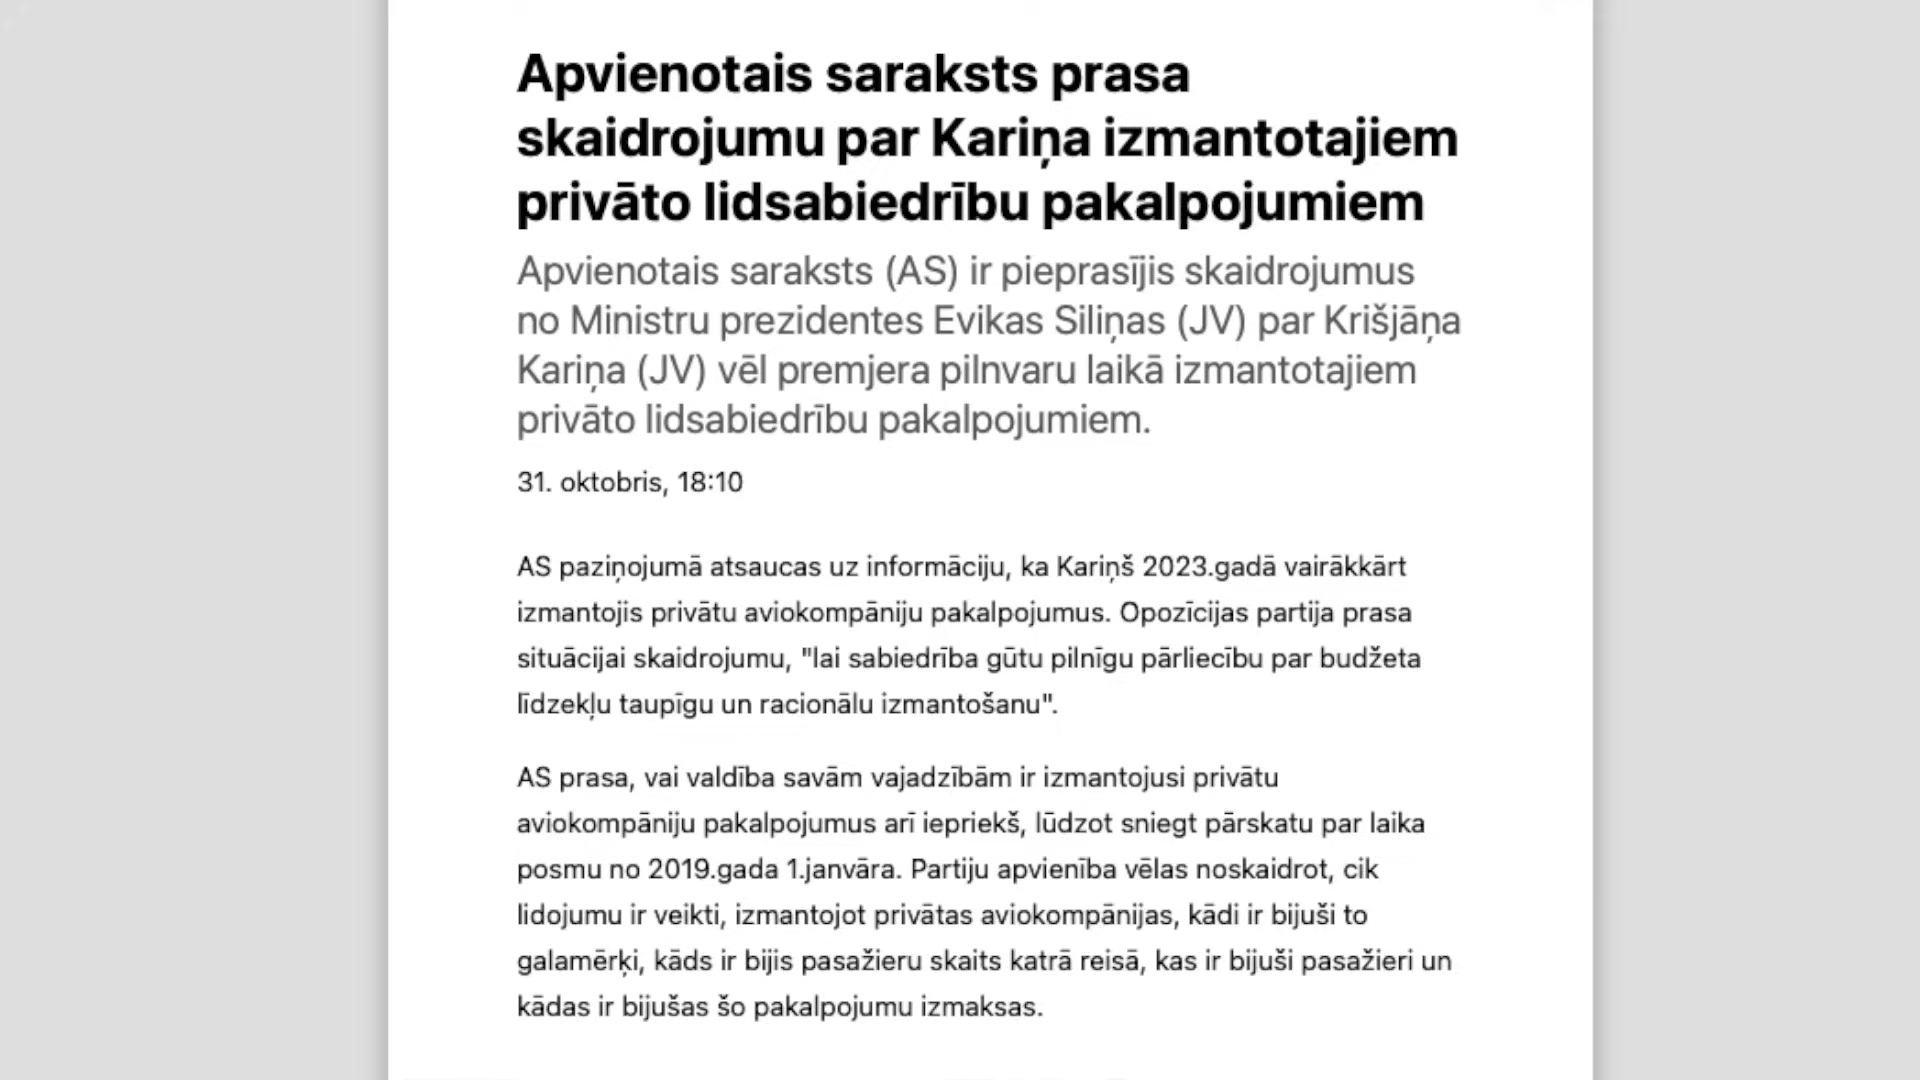 Apvienotais saraksts prasa
skaidrojumu par Kariņa izmantotajiem
privāto lidsabiedrību pakalpojumiem
Apvienotais saraksts (AS) ir pieprasījis skaidrojumus
no Ministru prezidentes Evikas Siliņas (JV) par Krišjāņa
Kariņa (JV) vēl premjera pilnvaru laikā izmantotajiem
privāto lidsabiedrību pakalpojumiem.
31. oktobris, 18:10
AS paziņojumā atsaucas uz informāciju, ka Kariņš 2023.gadā vairākkārt
izmantojis privātu aviokompāniju pakalpojumus. Opozīcijas partija prasa
situācijai skaidrojumu, "lai sabiedrība gūtu pilnīgu pārliecību par budžeta
līdzekļu taupīgu un racionālu izmantošanu".
AS prasa, vai valdība savām vajadzībām ir izmantojusi privātu
aviokompāniju pakalpojumus arī iepriekš, lūdzot sniegt pārskatu par laika
posmu no 2019.gada 1.janvāra. Partiju apvienība vēlas noskaidrot, cik
lidojumu ir veikti, izmantojot privātas aviokompānijas, kādi ir bijuši to
galamērķi, kāds ir bijis pasažieru skaits katrā reisā, kas ir bijuši pasažieri un
kādas ir bijušas šo pakalpojumu izmaksas.